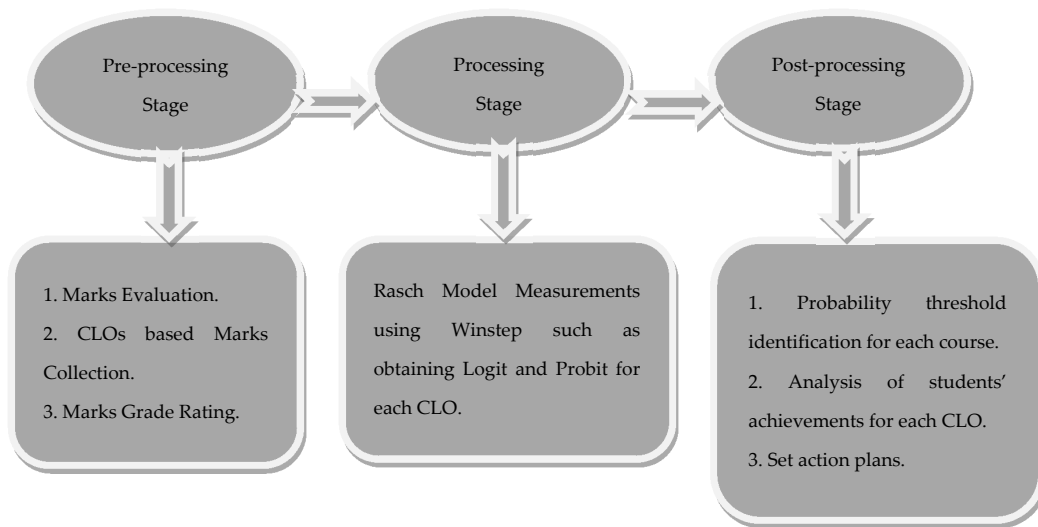 Pre-processing
Stage
Processing
Stage
Post-processing
Stage
1. Marks Evaluation.
2. CLOs based Marks
Collection.
3. Marks Grade Rating.
Rasch Model Measurements
using Winstep such as
obtaining Logit and Probit for
each CLO.
1. Probability threshold
identification for each course.
2. Analysis of students’
achievements for each CLO.
3. Set action plans.